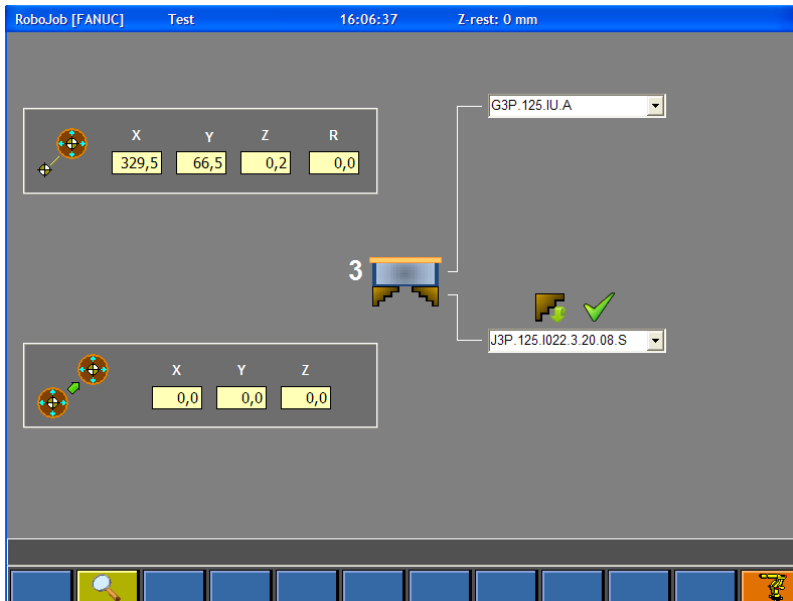 RoboJob [FANUC] Test 16:06:37 Z-rest: 0 mm
G3P.125.IU.A
X Y Z R
329,5 66,5 0,2 0,0
3
J3P.125.I022.3.20.08.S
X Y Z
0,0 0,0 0,0